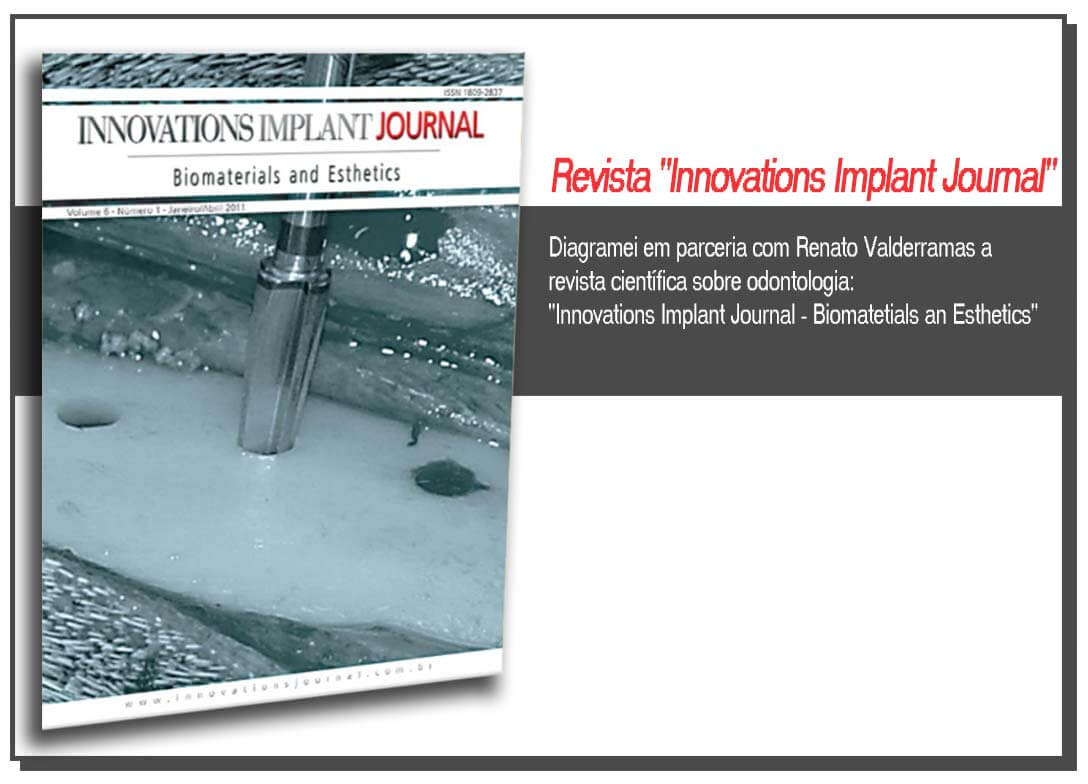 ISSN 1809-2837
INNOVATIONS IMPLANT JOURNAL
Biomaterials and Esthetics
Volume 6 - Número 1 - Janeiro/Abril 2011
www.innovationsjournal.com.br
Revista "Innovations Implant Journal"
Diagramei em parceria com Renato Valderramas a
revista científica sobre odontologia:
"Innovations Implant Journal - Biomatetials an Esthetics"